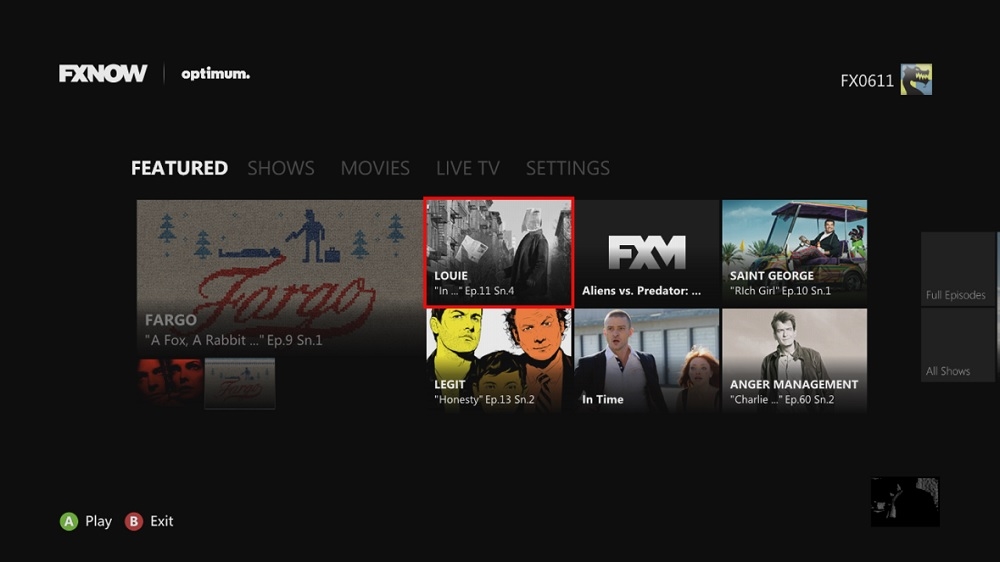 FXNOW | optimum.
FX0611
FEATURED SHOWS MOVIES LIVE TV SETTINGS
Fargo
FARGO
"A Fox, A Rabbit ..." Ep.9 Sn.1
LOUIE
"In ..." Ep.11 Sn.4
FXM
Aliens vs. Predator: ...
SAINT GEORGE
"RIch Girl" Ep.10 Sn.1
LEGIT
"Honesty" Ep.13 Sn.2
In Time
ANGER MANAGEMENT
"Charlie ..." Ep.60 Sn.2
Full Episodes
All Shows
A Play B Exit